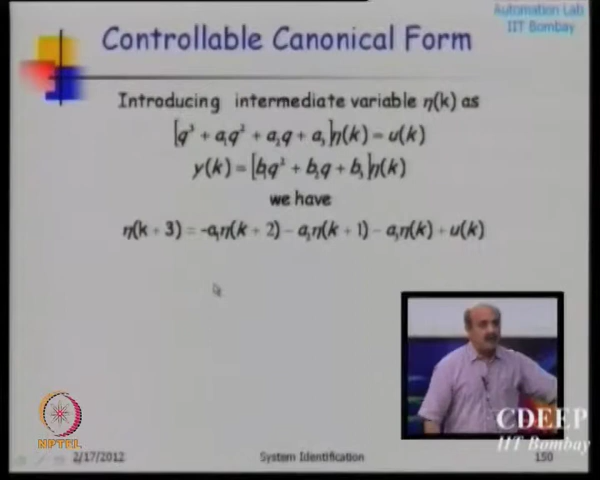 Automation Lab
IIT Bombay
Controllable Canonical Form
Introducing intermediate variable η(k) as
[q³ + a₁q² + a₂q + a₃]η(k) = u(k)
y(k) = [b₁q² + b₂q + b₃]η(k)
we have
η(k + 3) = -a₁η(k + 2) - a₂η(k + 1) - a₃η(k) + u(k)
NPTEL
CDEEP
IIT Bombay
2/17/2012
System Identification
150